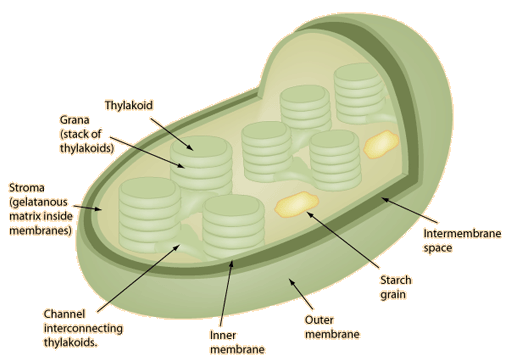 Thylakoid
Grana
(stack of
thylakoids)
Stroma
(gelatanous
matrix inside
membranes)
Intermembrane
space
Starch
grain
Channel
interconnecting
thylakoids.
Outer
membrane
Inner
membrane